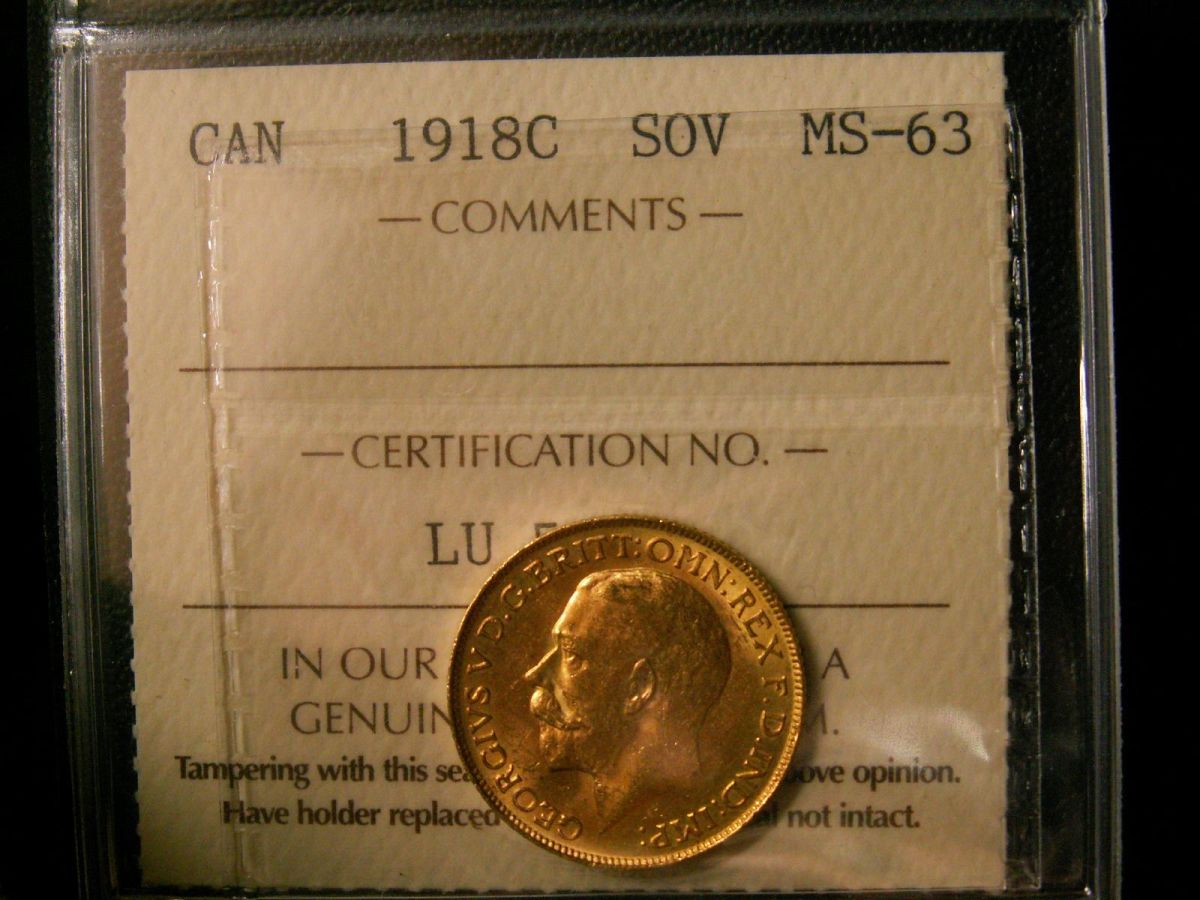 CAN 1918C SOV MS-63
— COMMENTS —
— CERTIFICATION NO. —
LU
IN OUR A
GENUIN M.
Tampering with this sea ove opinion.
Have holder replaced not intact.
GEORGIVS V D.G.BRITT:OMN:REX F.D.IND:IMP: